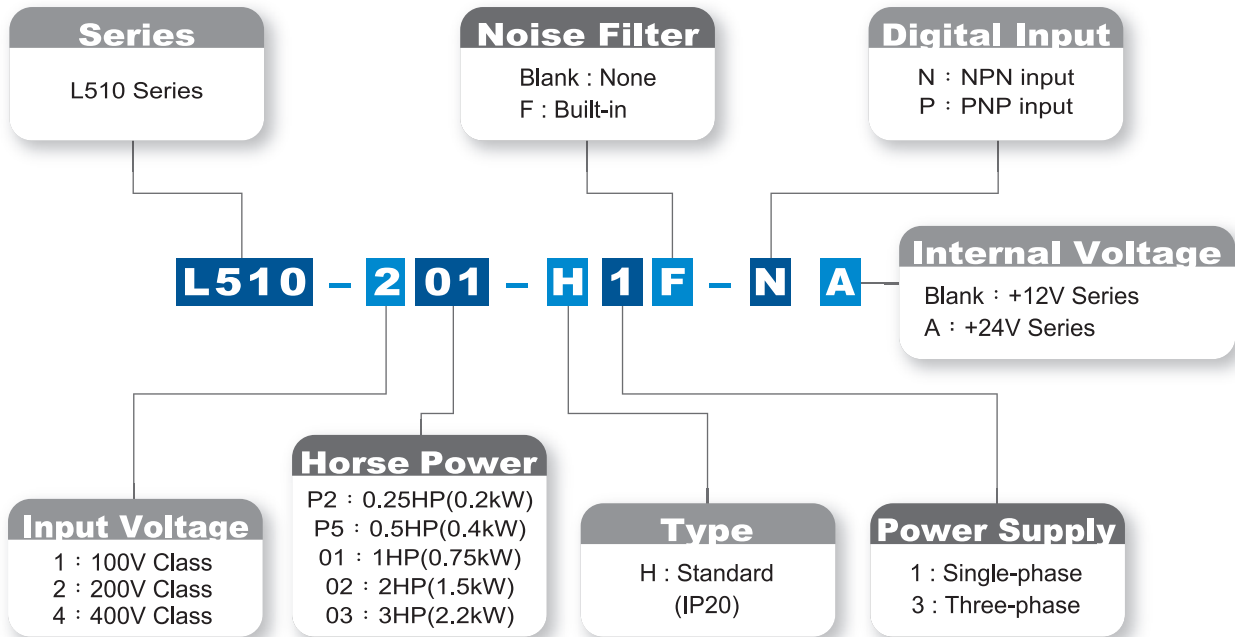 Series
L510 Series
Noise Filter
Blank : None
F : Built-in
Digital Input
N : NPN input
P : PNP input
L510 – 2 01 – H 1 F – N A
Internal Voltage
Blank : +12V Series
A : +24V Series
Input Voltage
1 : 100V Class
2 : 200V Class
4 : 400V Class
Horse Power
P2 : 0.25HP(0.2kW)
P5 : 0.5HP(0.4kW)
01 : 1HP(0.75kW)
02 : 2HP(1.5kW)
03 : 3HP(2.2kW)
Type
H : Standard
(IP20)
Power Supply
1 : Single-phase
3 : Three-phase